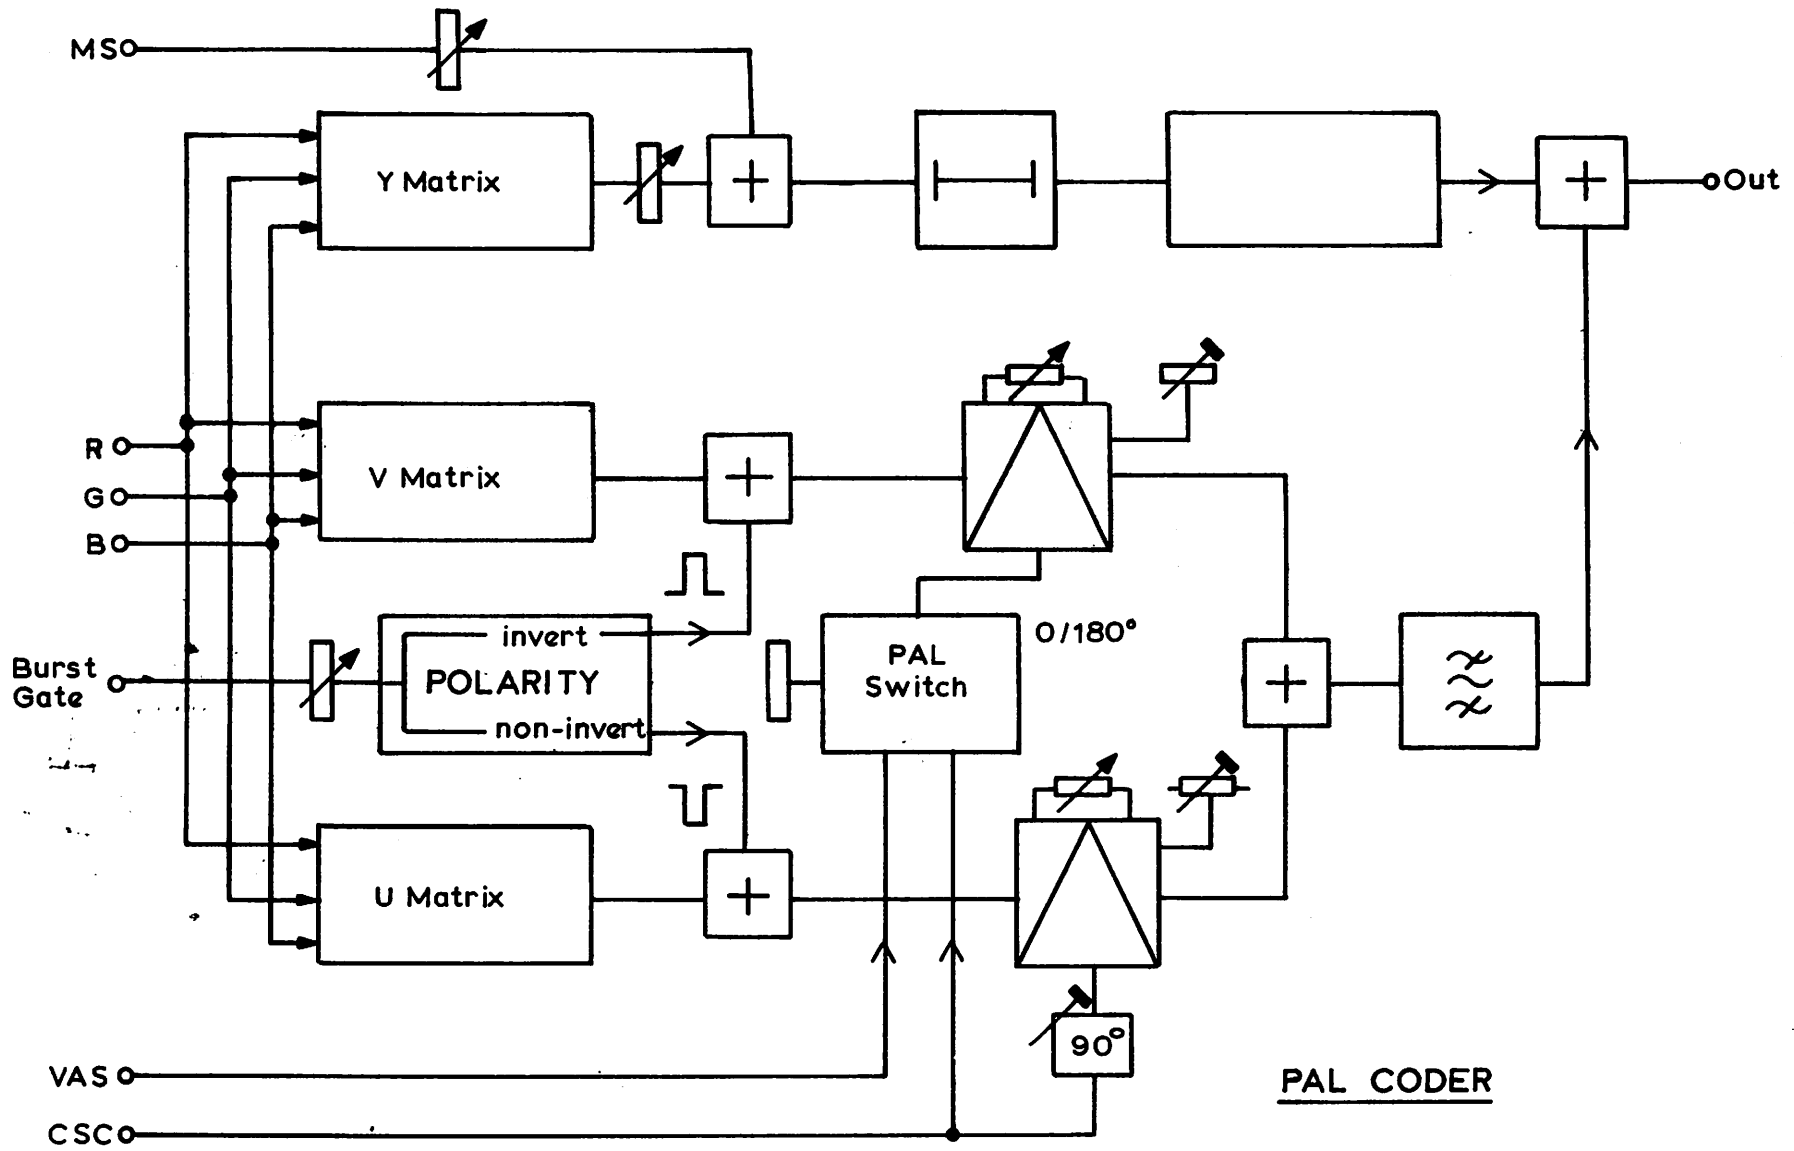 MS
Y Matrix
Out
R
V Matrix
G
B
invert
0/180°
PAL
Switch
Burst
Gate
POLARITY
non-invert
U Matrix
90°
VAS
PAL CODER
CSC